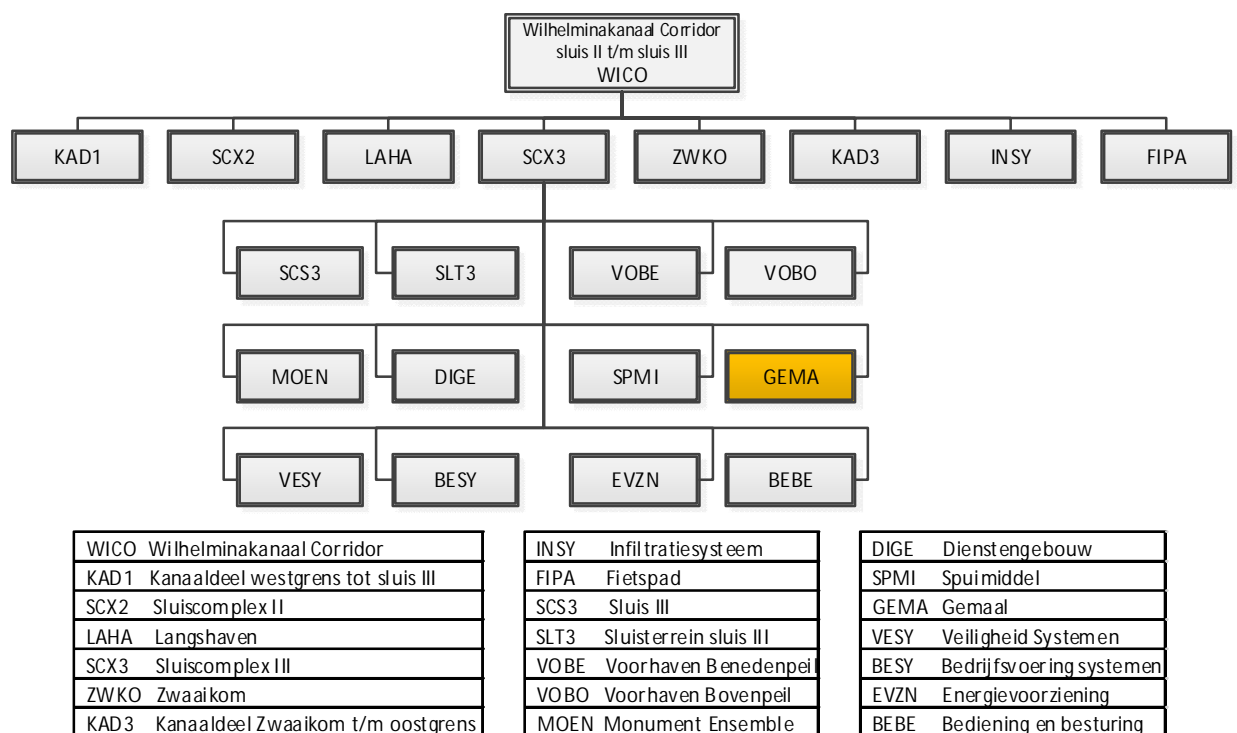 Wilhelminakanaal Corridor
sluis II t/m sluis III
WICO
KAD1 SCX2 LAHA SCX3 ZWKO KAD3 INSY FIPA
SCS3 SLT3 VOBE VOBO
MOEN DIGE SPMI GEMA
VESY BESY EVZN BEBE
WICO Wilhelminakanaal Corridor
KAD1 Kanaaldeel westgrens tot sluis III
SCX2 Sluiscomplex II
LAHA Langshaven
SCX3 Sluiscomplex III
ZWKO Zwaaikom
KAD3 Kanaaldeel Zwaaikom t/m oostgrens
INSY Infiltratiesysteem
FIPA Fietspad
SCS3 Sluis III
SLT3 Sluisterrein sluis III
VOBE Voorhaven Benedenpeil
VOBO Voorhaven Bovenpeil
MOEN Monument Ensemble
DIGE Dienstengebouw
SPMI Spuimiddel
GEMA Gemaal
VESY Veiligheid Systemen
BESY Bedrijfsvoering systemen
EVZN Energievoorziening
BEBE Bediening en besturing